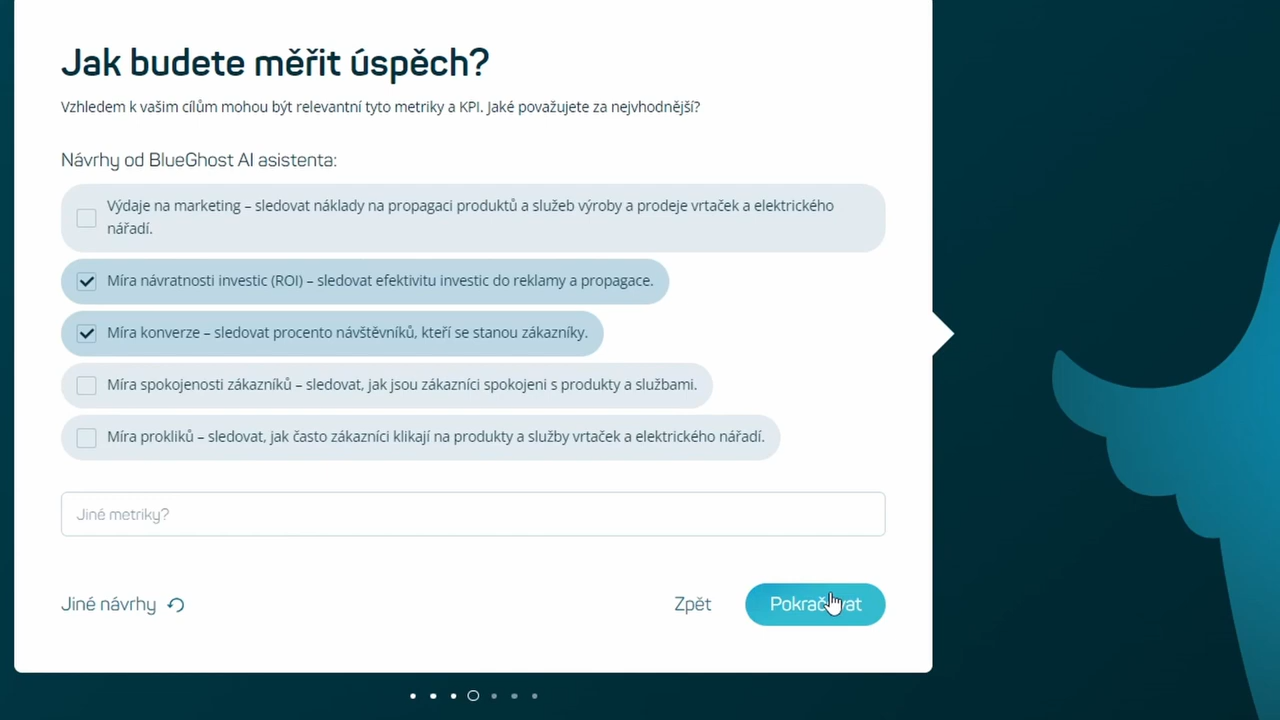 Jak budete měřit úspěch?
Vzhledem k vašim cílům mohou být relevantní tyto metriky a KPI. Jaké považujete za nejvhodnější?
Návrhy od BlueGhost AI asistenta:
Výdaje na marketing – sledovat náklady na propagaci produktů a služeb výroby a prodeje vrtaček a elektrického
nářadí.
Míra návratnosti investic (ROI) – sledovat efektivitu investic do reklamy a propagace.
Míra konverze – sledovat procento návštěvníků, kteří se stanou zákazníky.
Míra spokojenosti zákazníků – sledovat, jak jsou zákazníci spokojeni s produkty a službami.
Míra prokliků – sledovat, jak často zákazníci klikají na produkty a služby vrtaček a elektrického nářadí.
Jiné metriky?
Jiné návrhy
Zpět
Pokračovat